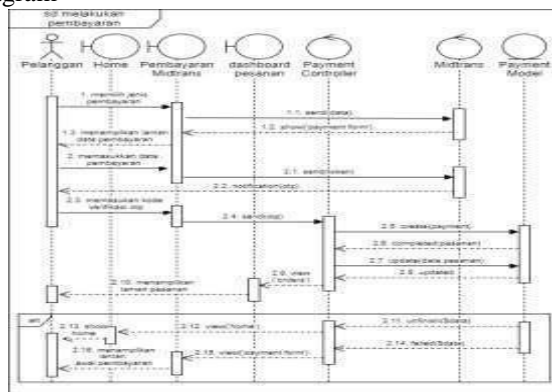 agram
sd melakukan
pembayaran
Pelanggan
Home
Pembayaran
Midtrans
dashboard
pesanan
Payment
Controller
Midtrans
Payment
Model
1. memilih jenis
pembayaran
1.1. send(data)
1.2. show('payment form')
1.3. menampilkan laman
data pembayaran
2. memasukkan data
pembayaran
2.1. send(token)
2.2. notification(otp)
2.3. masukkan kode
verifikasi otp
2.4. send(otp)
2.5. create(payment)
2.6. completed(pesanan)
2.7. update(data pesanan)
2.8. updated
2.9. view
('orders')
2.10. menampilkan
laman pesanan
alt
2.11. unfinish($data)
2.12. view('home')
2.13. show
home
2.14. failed($data)
2.15. view('payment form')
2.16. menampilkan
laman
awal pembayaran